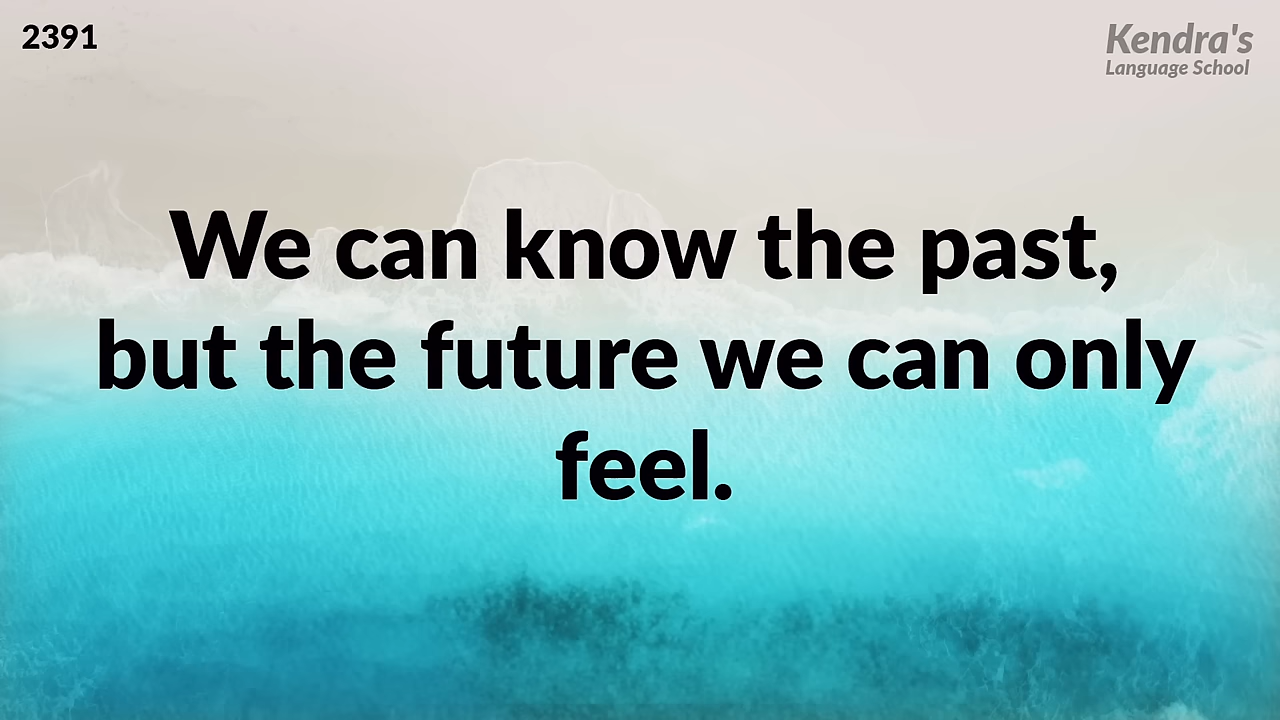 2391
Kendra's
Language School
We can know the past,
but the future we can only
feel.